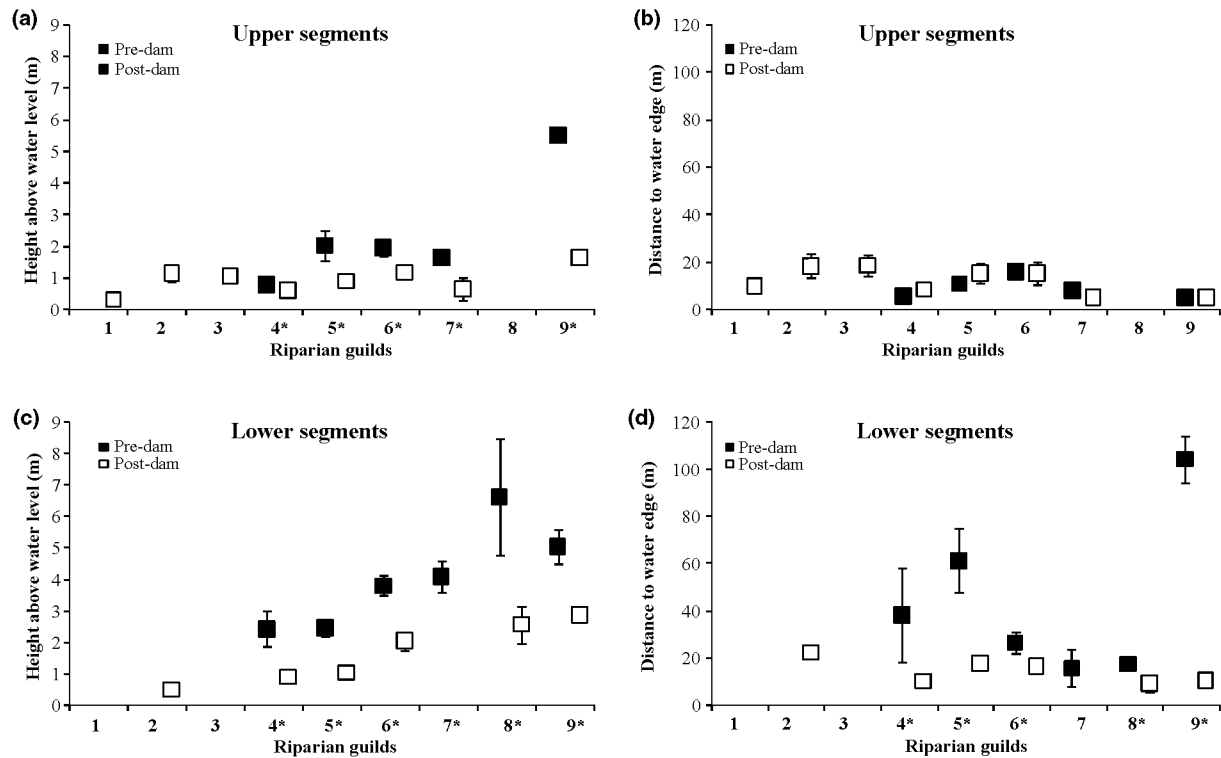 (a)
Upper segments
Pre-dam
Post-dam
Height above water level (m)
9
8
7
6
5
4
3
2
1
0
1 2 3 4* 5* 6* 7* 8 9*
Riparian guilds
(b)
Upper segments
Pre-dam
Post-dam
Distance to water edge (m)
120
100
80
60
40
20
0
1 2 3 4 5 6 7 8 9
Riparian guilds
(c)
Lower segments
Pre-dam
Post-dam
Height above water level (m)
9
8
7
6
5
4
3
2
1
0
1 2 3 4* 5* 6* 7* 8* 9*
Riparian guilds
(d)
Lower segments
Pre-dam
Post-dam
Distance to water edge (m)
120
100
80
60
40
20
0
1 2 3 4* 5* 6* 7 8* 9*
Riparian guilds